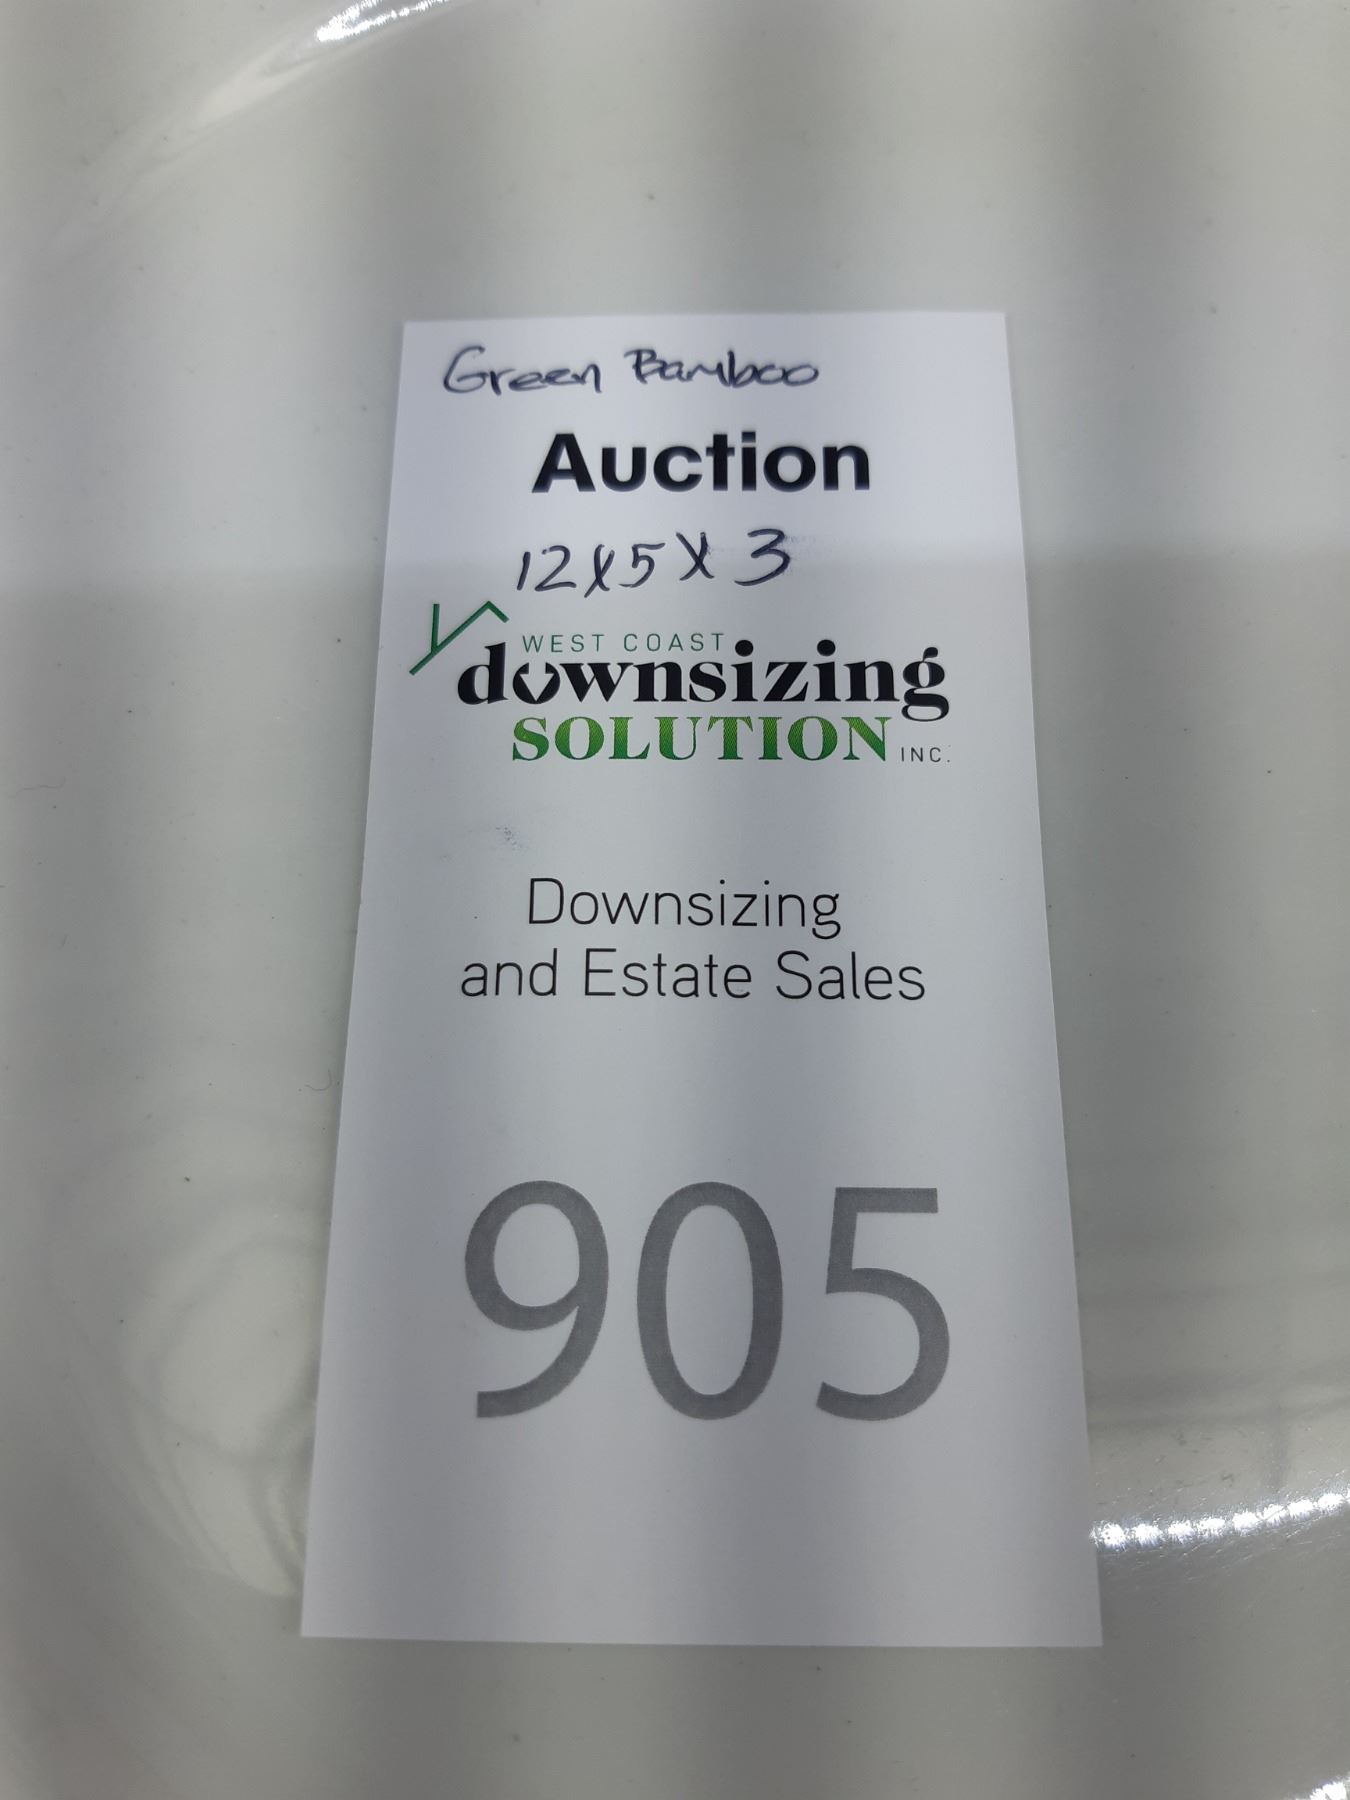 Green Bamboo
Auction
12x5x3
WEST COAST
downsizing
SOLUTION INC.
Downsizing
and Estate Sales
905